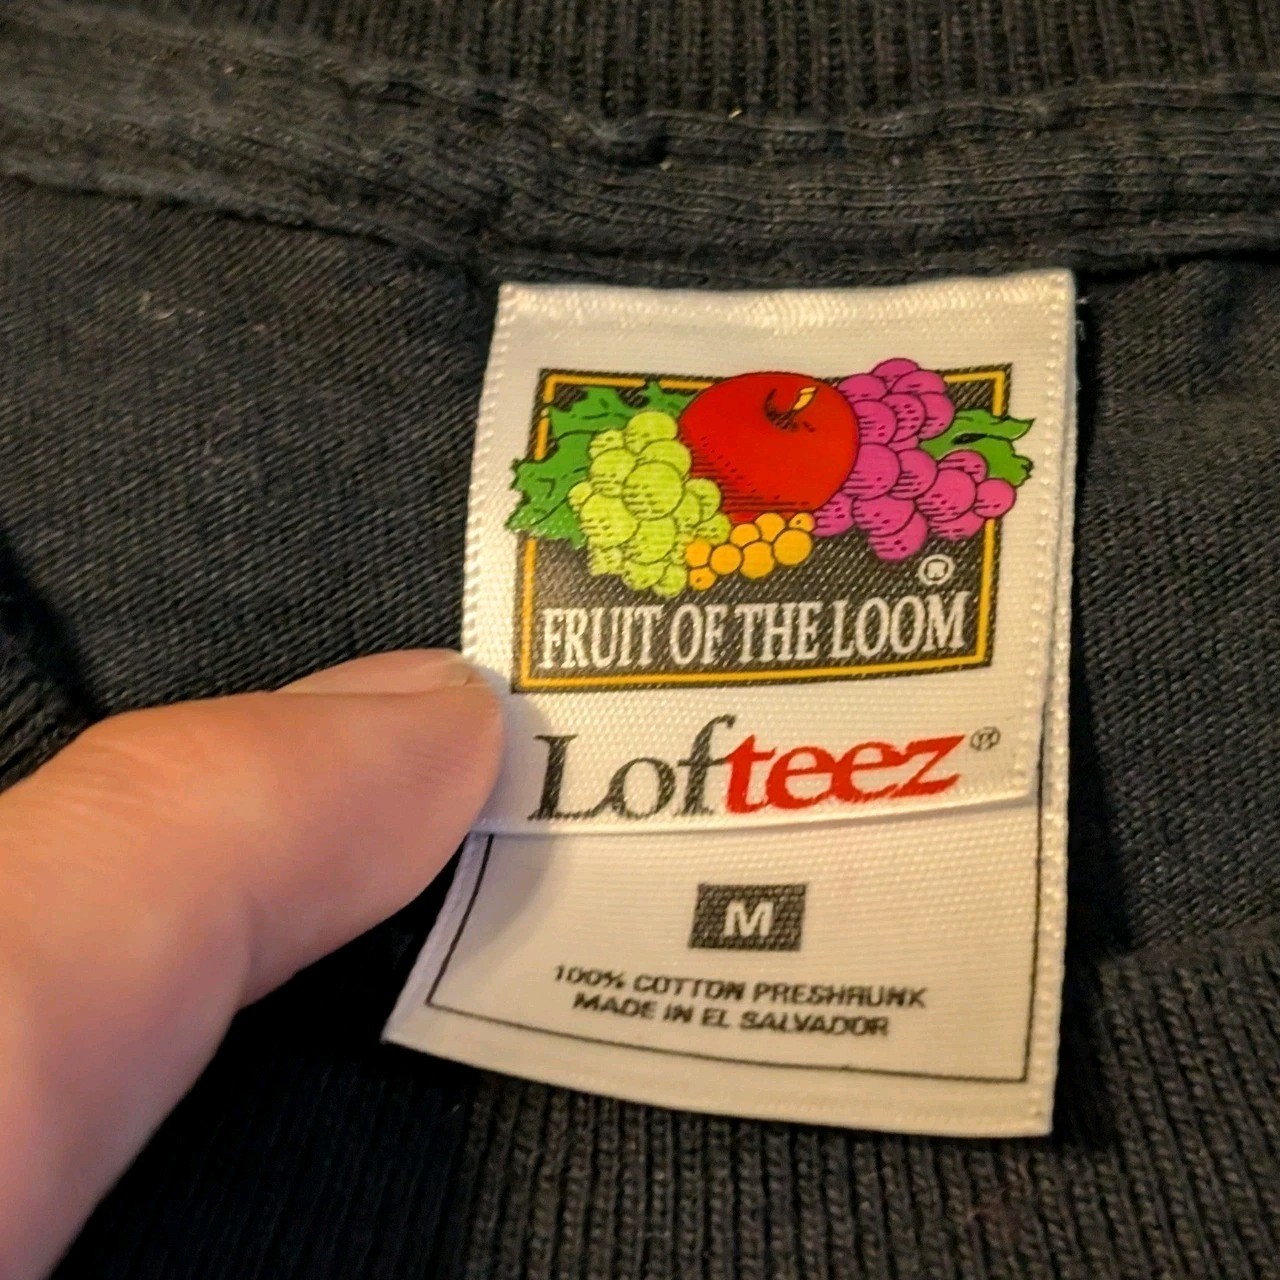 ®
FRUIT OF THE LOOM
Lofteez®
M
100% COTTON PRESHRUNK
MADE IN EL SALVADOR